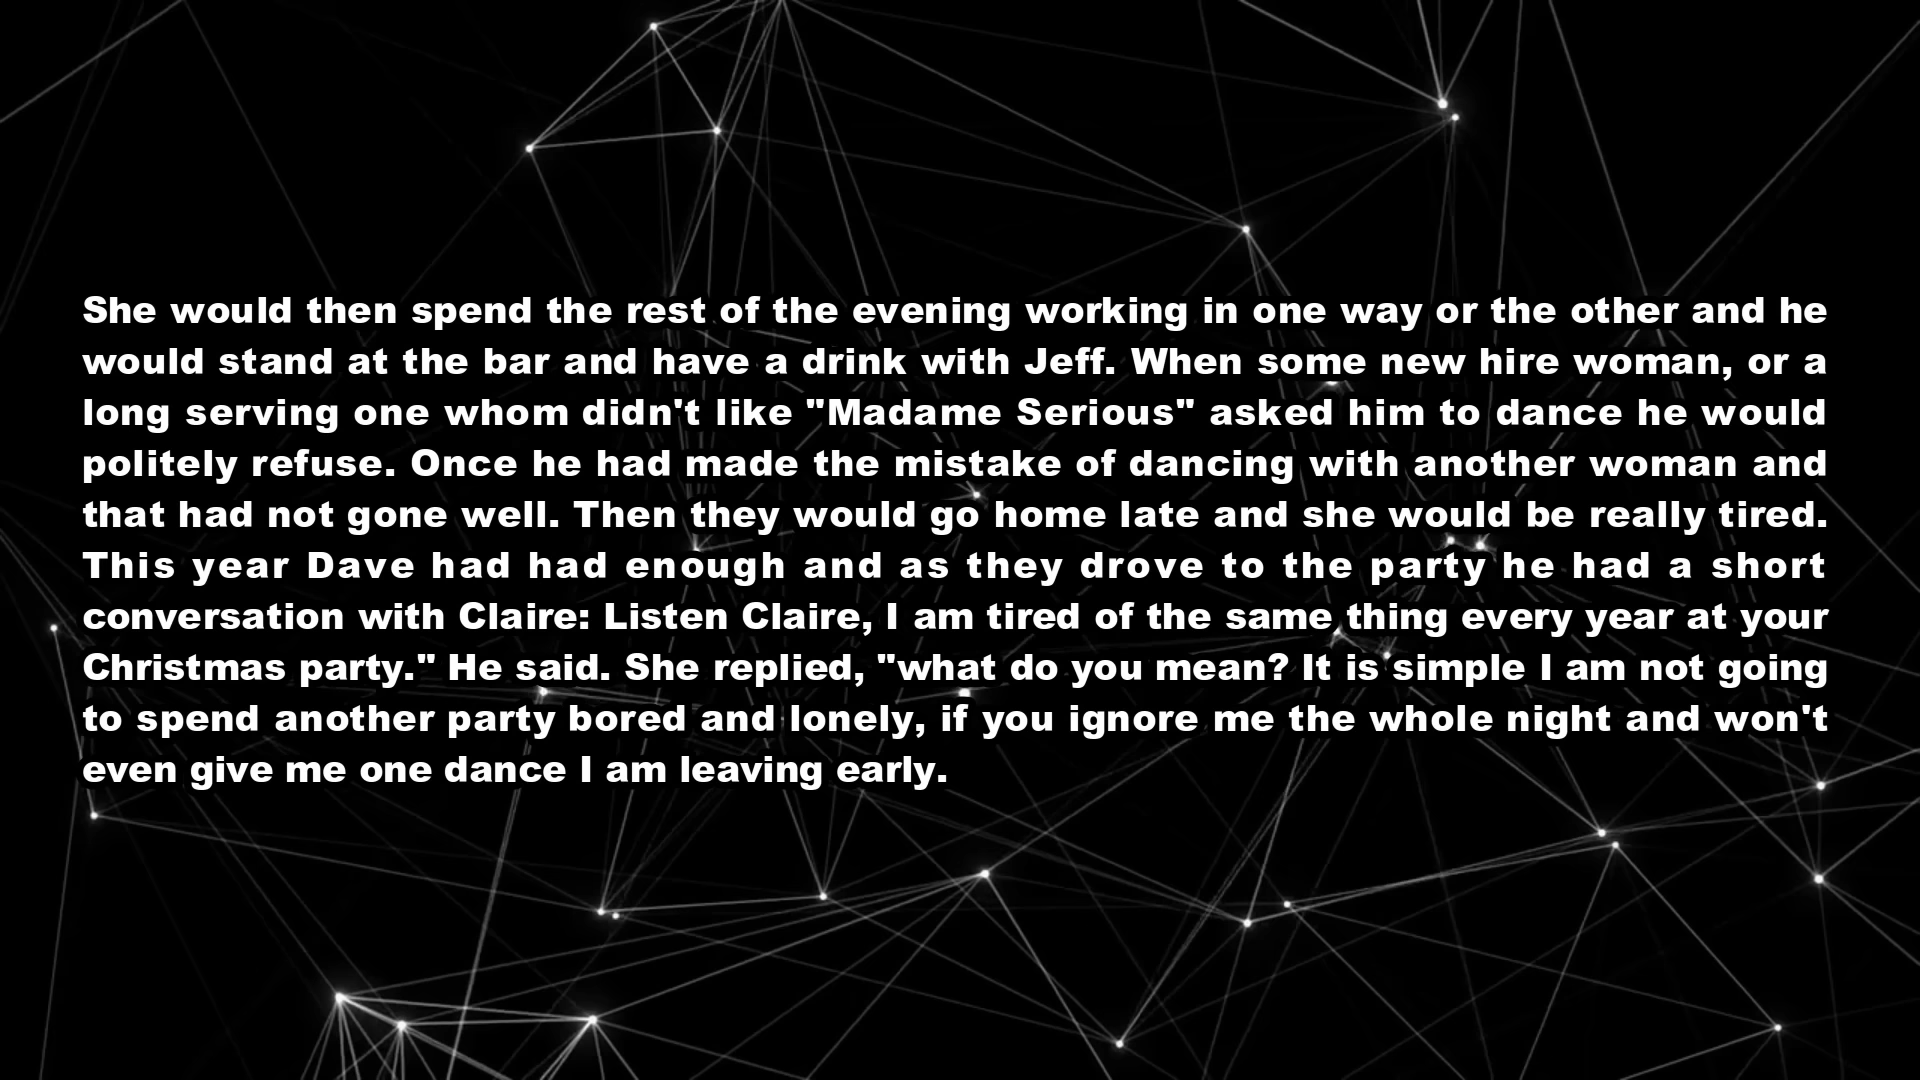 She would then spend the rest of the evening working in one way or the other and he
would stand at the bar and have a drink with Jeff. When some new hire woman, or a
long serving one whom didn't like "Madame Serious" asked him to dance he would
politely refuse. Once he had made the mistake of dancing with another woman and
that had not gone well. Then they would go home late and she would be really tired.
This year Dave had had enough and as they drove to the party he had a short
conversation with Claire: Listen Claire, I am tired of the same thing every year at your
Christmas party." He said. She replied, "what do you mean? It is simple I am not going
to spend another party bored and lonely, if you ignore me the whole night and won't
even give me one dance I am leaving early.